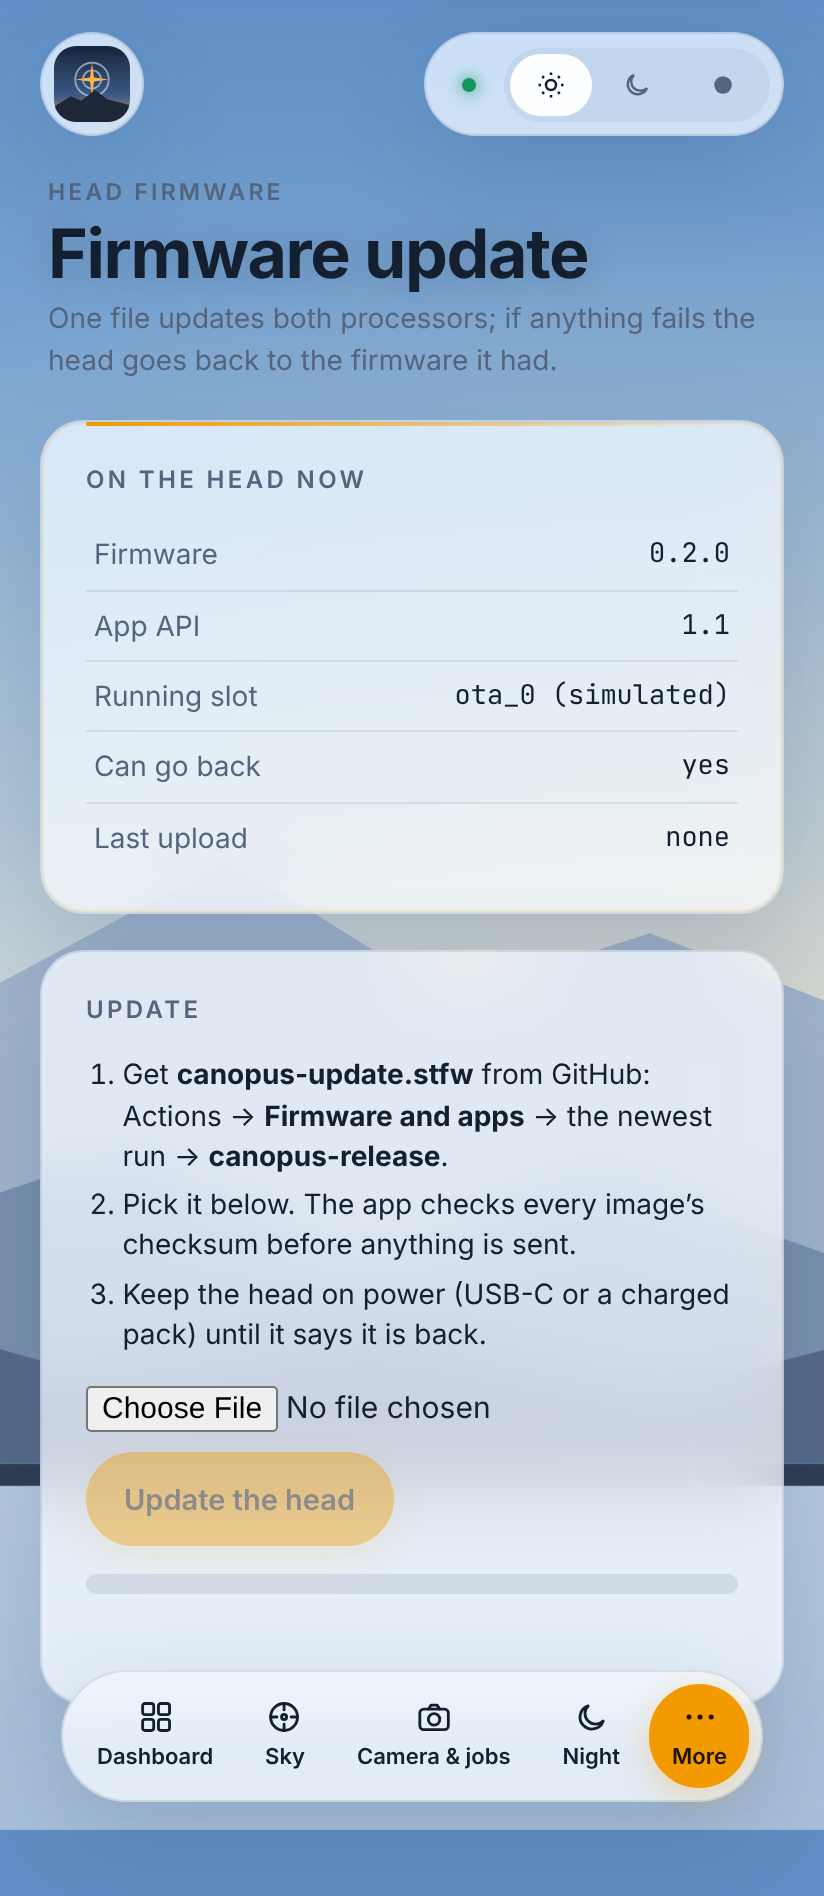 HEAD FIRMWARE
Firmware update
One file updates both processors; if anything fails the
head goes back to the firmware it had.
ON THE HEAD NOW
Firmware 0.2.0
App API 1.1
Running slot ota_0 (simulated)
Can go back yes
Last upload none
UPDATE
1. Get canopus-update.stfw from GitHub:
Actions → Firmware and apps → the newest
run → canopus-release.
2. Pick it below. The app checks every image’s
checksum before anything is sent.
3. Keep the head on power (USB-C or a charged
pack) until it says it is back.
Choose File No file chosen
Update the head
Dashboard Sky Camera & jobs Night More